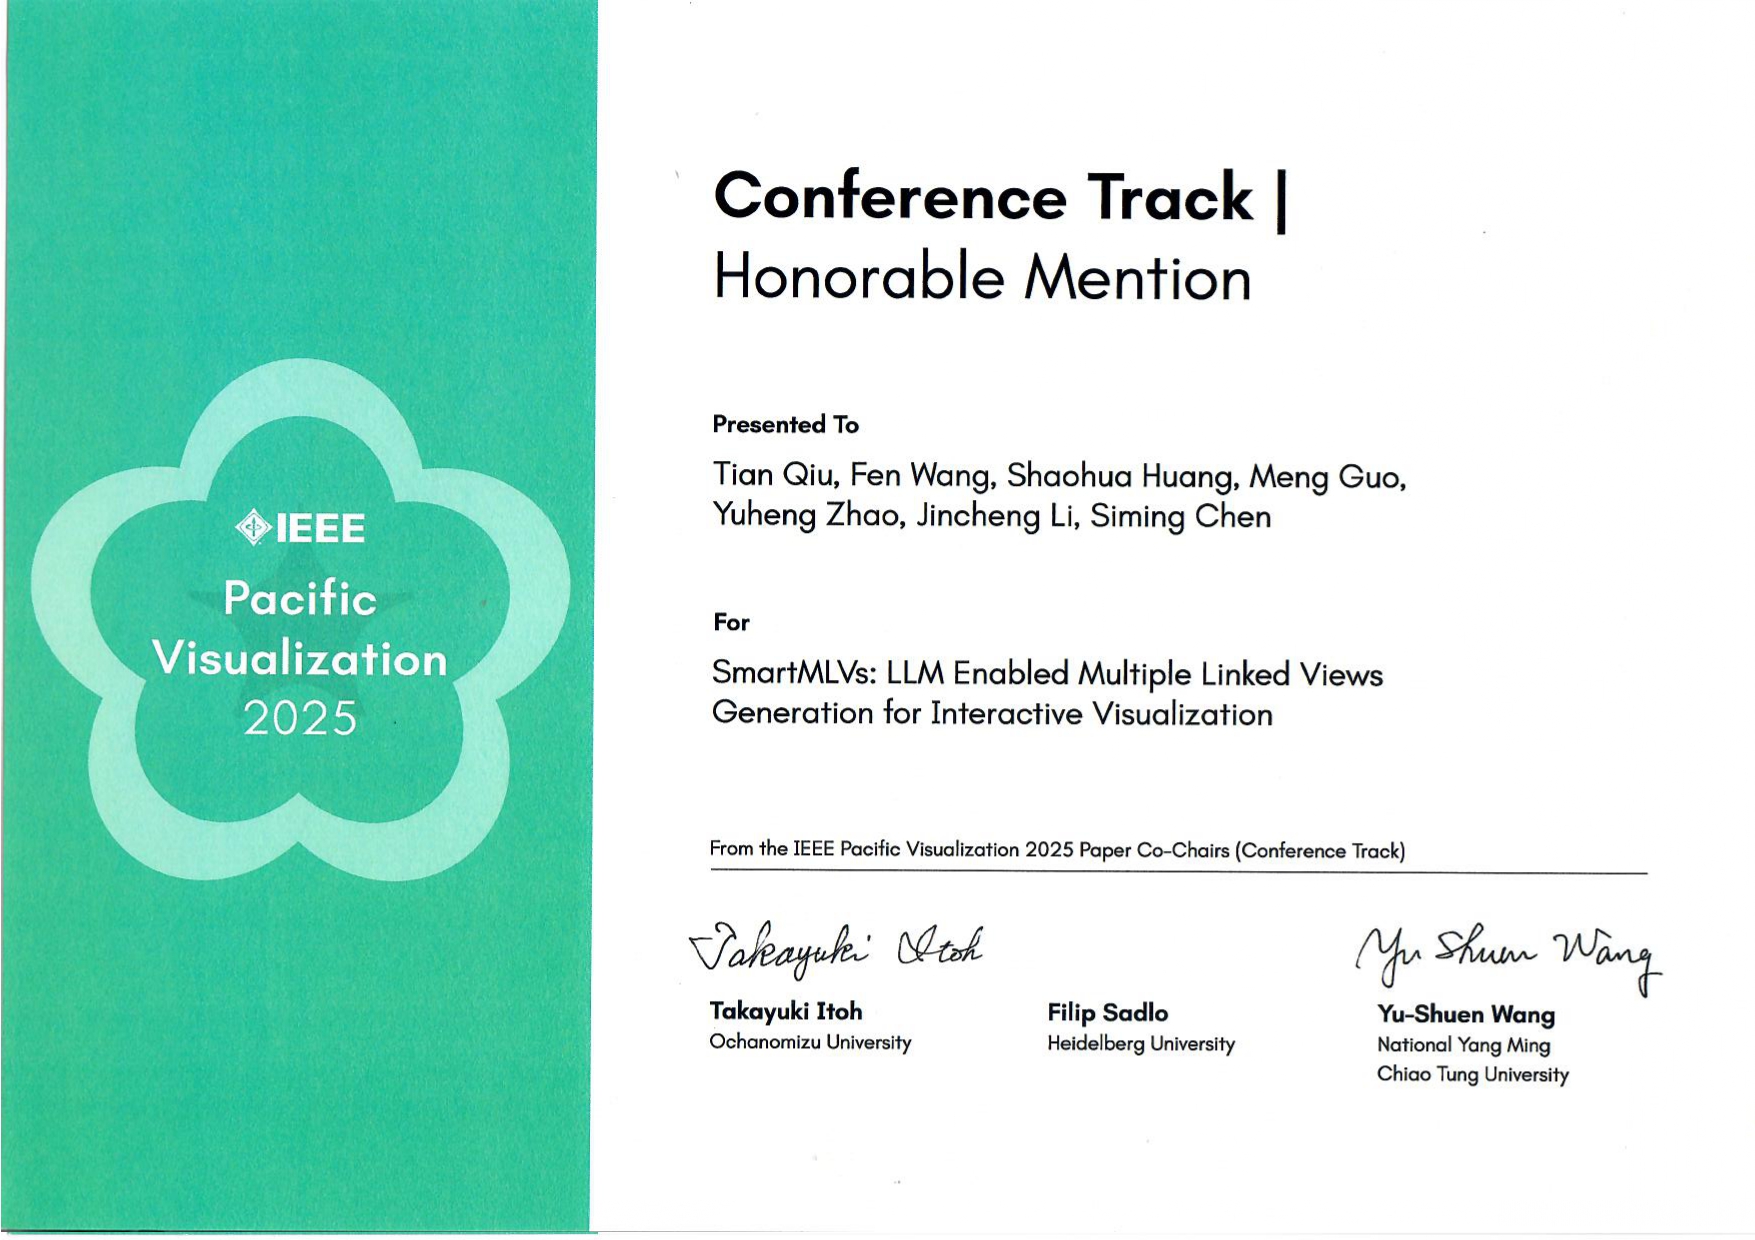 IEEE
Pacific
Visualization
2025
Conference Track |
Honorable Mention
Presented To
Tian Qiu, Fen Wang, Shaohua Huang, Meng Guo,
Yuheng Zhao, Jincheng Li, Siming Chen
For
SmartMLVs: LLM Enabled Multiple Linked Views
Generation for Interactive Visualization
From the IEEE Pacific Visualization 2025 Paper Co-Chairs (Conference Track)
Takayuki Itoh
Yu Shuen Wang
Takayuki Itoh
Ochanomizu University
Filip Sadlo
Heidelberg University
Yu-Shuen Wang
National Yang Ming
Chiao Tung University